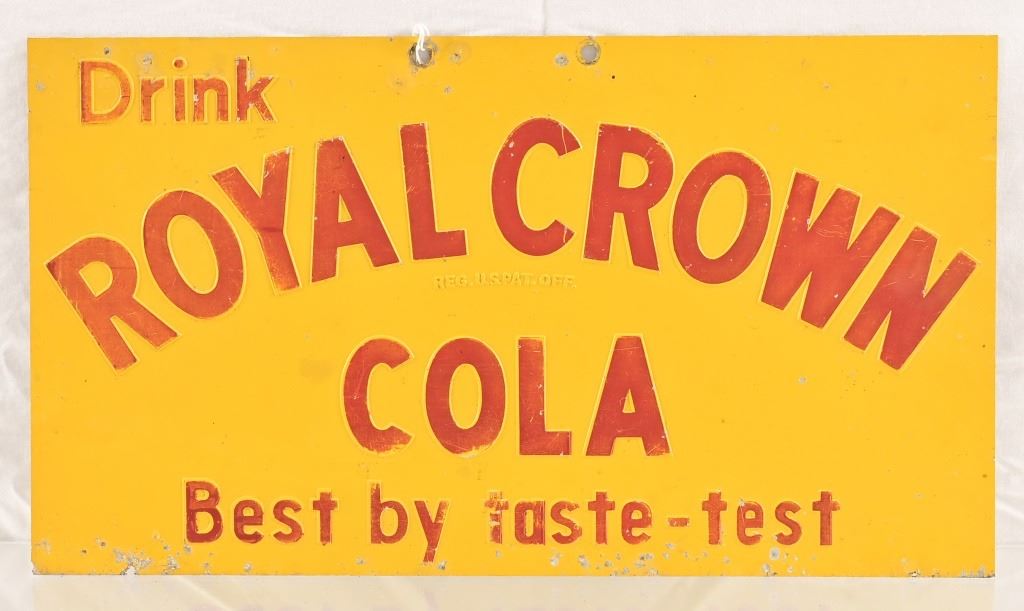 Drink
ROYAL CROWN
REG. U.S. PAT. OFF.
COLA
Best by taste-test